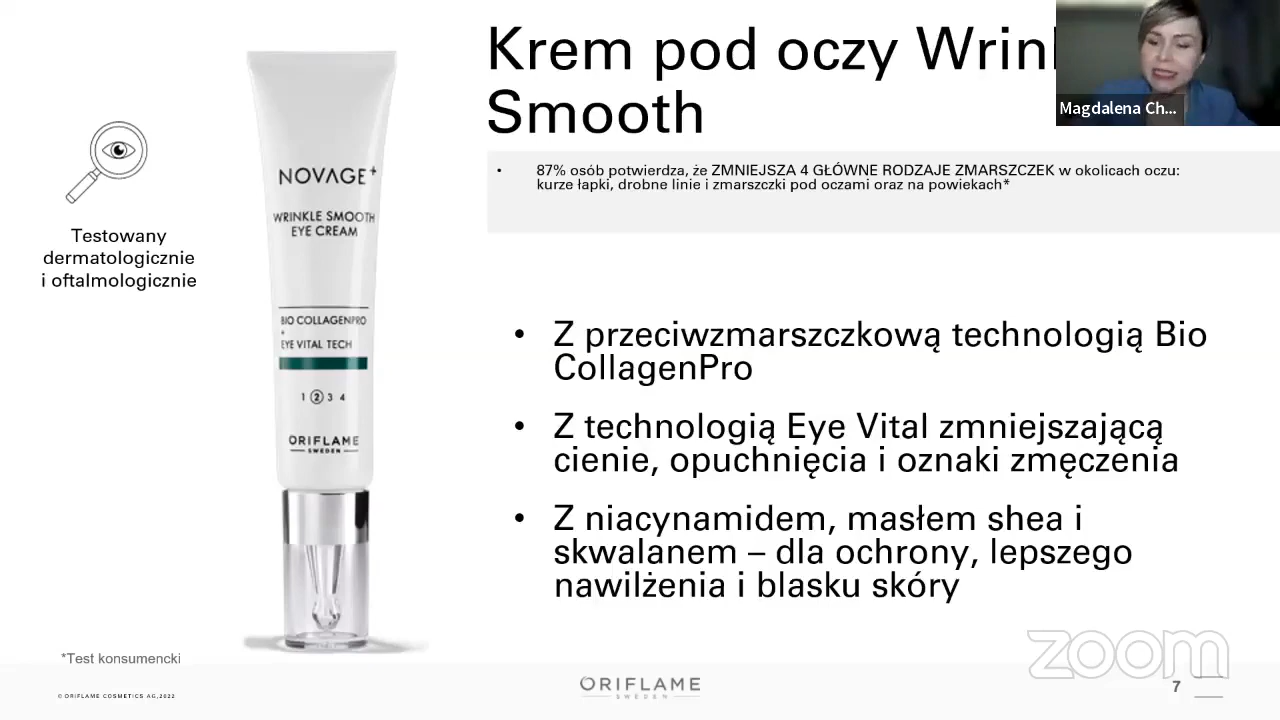 Krem pod oczy Wrin
Smooth
Magdalena Ch...
• 87% osób potwierdza, że ZMNIEJSZA 4 GŁÓWNE RODZAJE ZMARSZCZEK w okolicach oczu:
kurze łapki, drobne linie i zmarszczki pod oczami oraz na powiekach*
Testowany
dermatologicznie
i oftalmologicznie
NOVAGE+
WRINKLE SMOOTH
EYE CREAM
BIO COLLAGENPRO
+
EYE VITAL TECH
1 2 3 4
ORIFLAME
SWEDEN
• Z przeciwzmarszczkową technologią Bio
CollagenPro
• Z technologią Eye Vital zmniejszającą
cienie, opuchnięcia i oznaki zmęczenia
• Z niacynamidem, masłem shea i
skwalanem – dla ochrony, lepszego
nawilżenia i blasku skóry
*Test konsumencki
© ORIFLAME COSMETICS AG,2022
ORIFLAME
SWEDEN
zoom
7